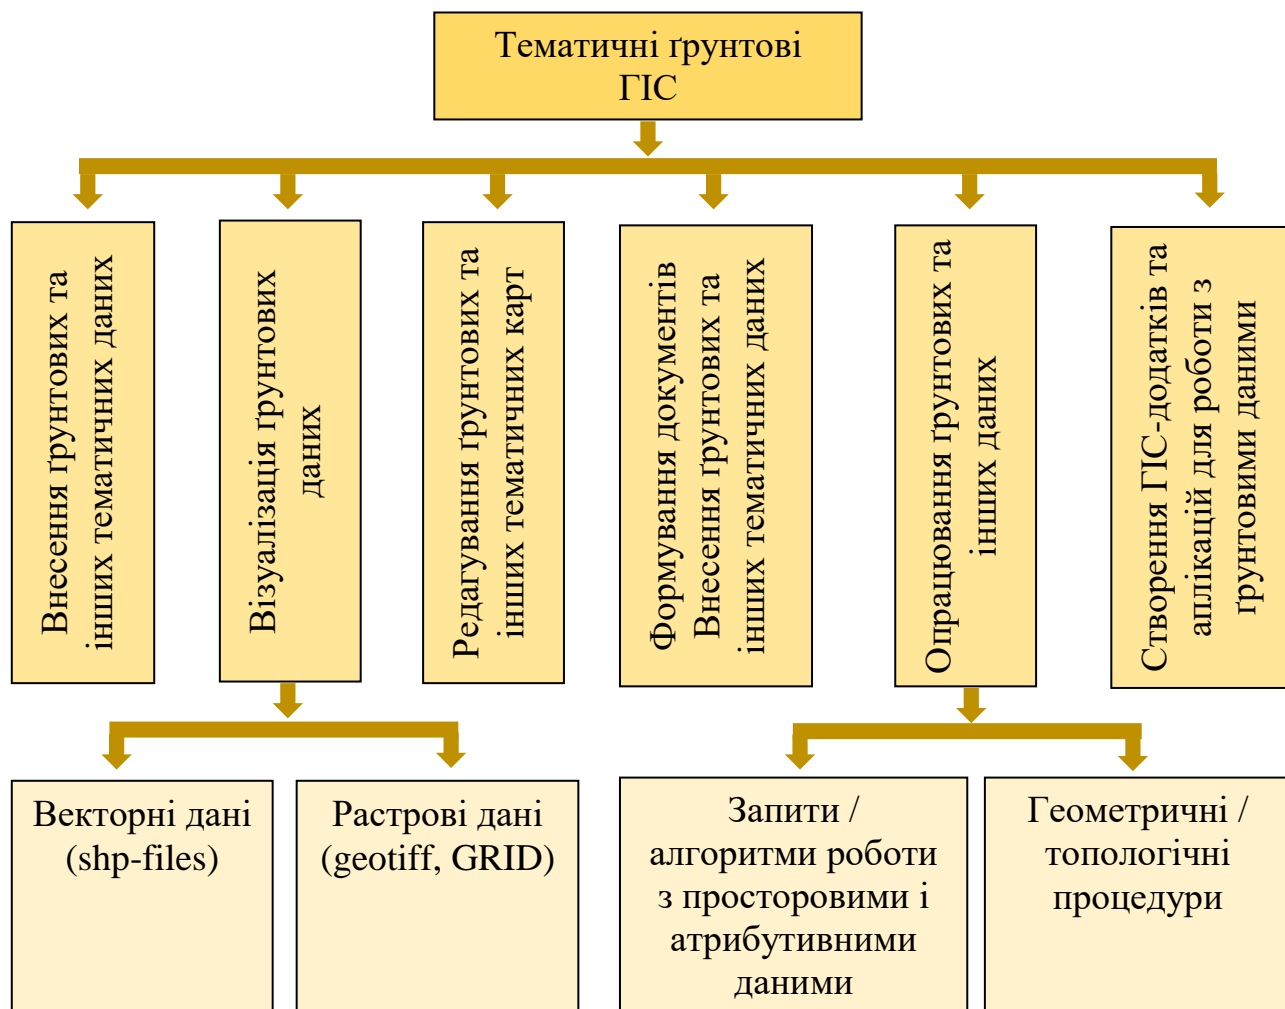 Тематичні ґрунтові
ГІС
Внесення ґрунтових та
інших тематичних даних
Візуалізація ґрунтових
даних
Редагування ґрунтових та
інших тематичних карт
Формування документів
Внесення ґрунтових та
інших тематичних даних
Опрацювання ґрунтових та
інших даних
Створення ГІС-додатків та
аплікацій для роботи з
ґрунтовими даними
Векторні дані
(shp-files)
Растрові дані
(geotiff, GRID)
Запити /
алгоритми роботи
з просторовими і
атрибутивними
даними
Геометричні /
топологічні
процедури